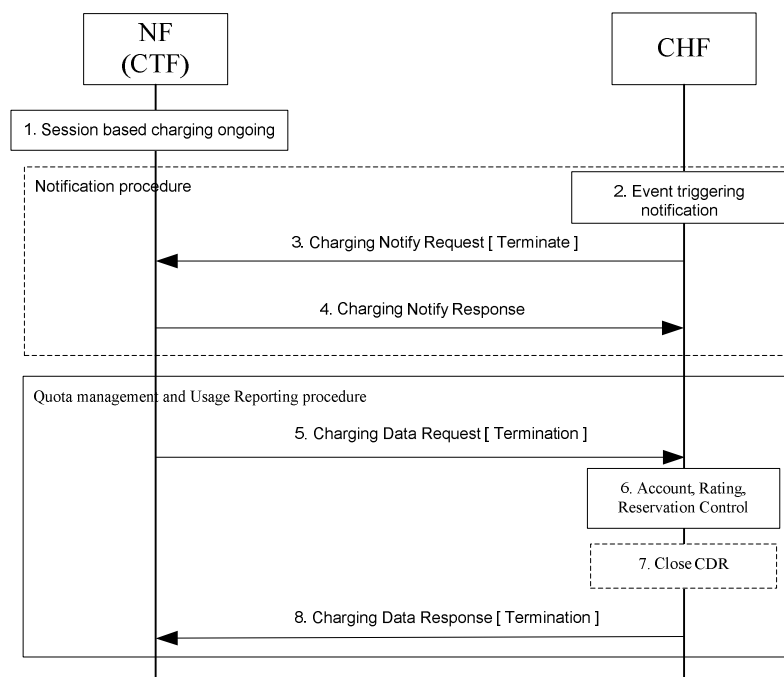 NF
(CTF)
CHF
1. Session based charging ongoing
Notification procedure
2. Event triggering
notification
3. Charging Notify Request [ Terminate ]
4. Charging Notify Response
Quota management and Usage Reporting procedure
5. Charging Data Request [ Termination ]
6. Account, Rating,
Reservation Control
7. Close CDR
8. Charging Data Response [ Termination ]